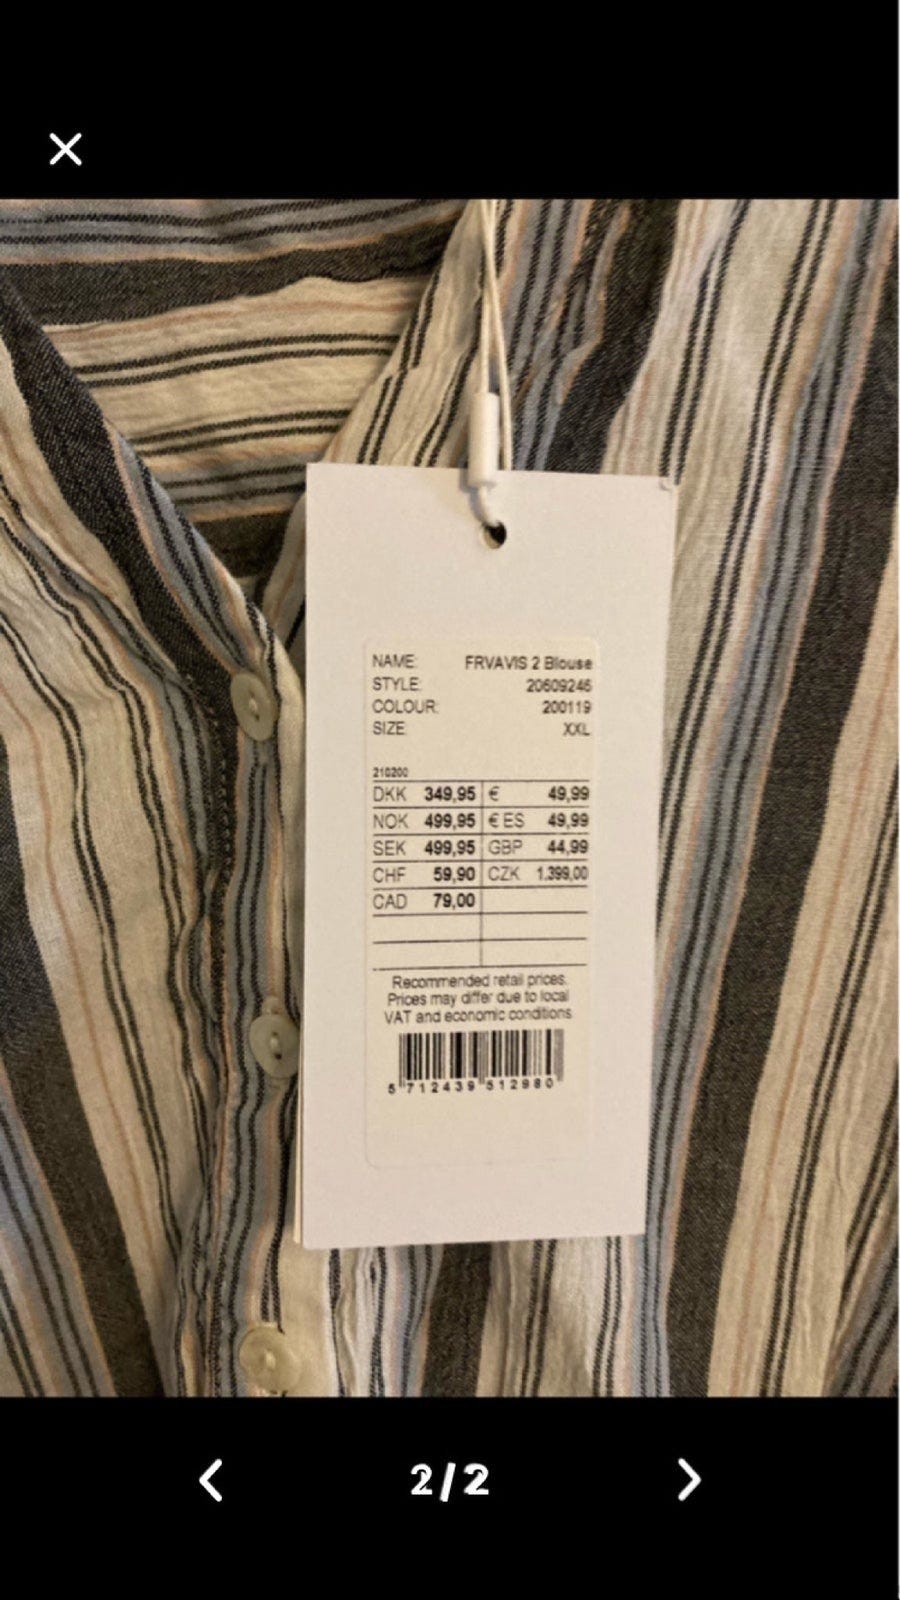 NAME: FRVAVIS 2 Blouse
STYLE: 20609246
COLOUR: 200119
SIZE: XXL
210200
DKK 349,95 € 49,99
NOK 499,95 € ES 49,99
SEK 499,95 GBP 44,99
CHF 59,90 CZK 1.399,00
CAD 79,00
Recommended retail prices.
Prices may differ due to local
VAT and economic conditions
5 712439 512980
2/2